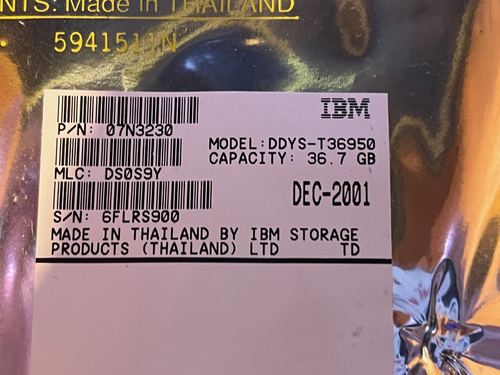 NTS: Made in THAILAND
5941511N
IBM
P/N: 07N3230
MODEL:DDYS-T36950
CAPACITY: 36.7 GB
MLC: DS0S9Y
DEC-2001
S/N: 6FLRS900
MADE IN THAILAND BY IBM STORAGE
PRODUCTS (THAILAND) LTD TD